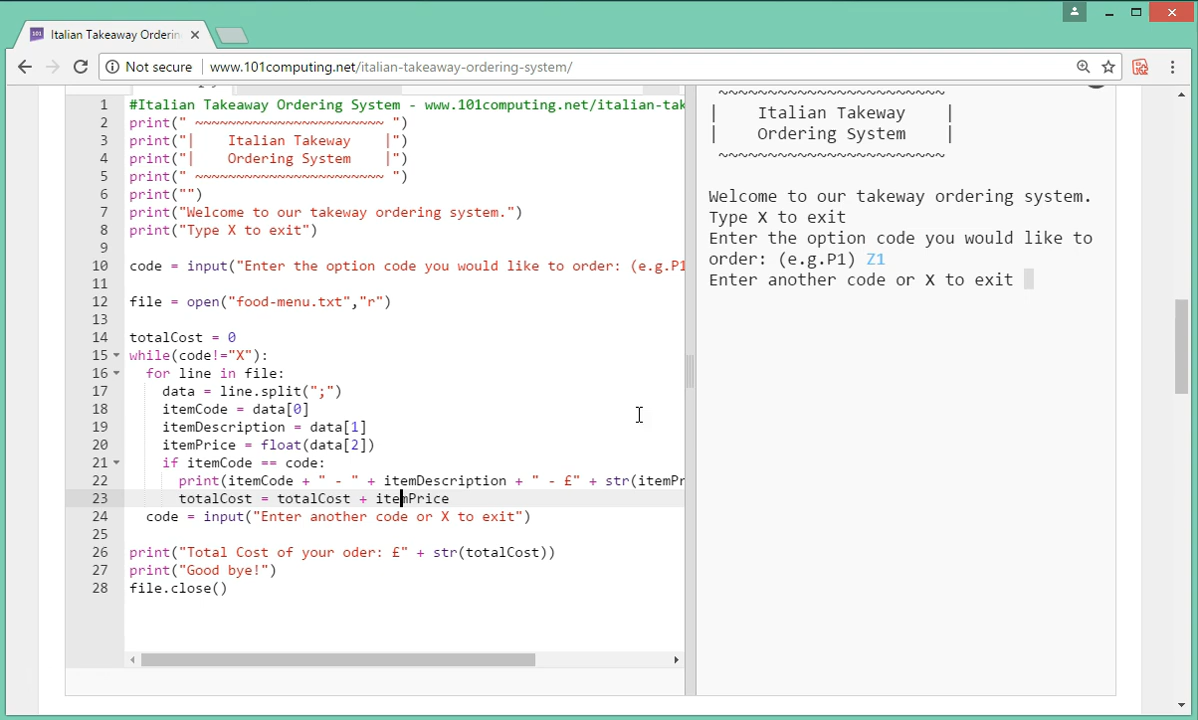 Italian Takeaway Orderin
Not secure www.101computing.net/italian-takeaway-ordering-system/
1 #Italian Takeaway Ordering System - www.101computing.net/italian-tak
2 print(" ~~~~~~~~~~~~~~~~~~~~~~~ ")
3 print("|    Italian Takeway    |")
4 print("|    Ordering System    |")
5 print(" ~~~~~~~~~~~~~~~~~~~~~~~ ")
6 print("")
7 print("Welcome to our takeway ordering system.")
8 print("Type X to exit")
9
10 code = input("Enter the option code you would like to order: (e.g.P1
11
12 file = open("food-menu.txt","r")
13
14 totalCost = 0
15 while(code!="X"):
16   for line in file:
17     data = line.split(";")
18     itemCode = data[0]
19     itemDescription = data[1]
20     itemPrice = float(data[2])
21     if itemCode == code:
22       print(itemCode + " - " + itemDescription + " - £" + str(itemPr
23       totalCost = totalCost + itemPrice
24   code = input("Enter another code or X to exit")
25
26 print("Total Cost of your oder: £" + str(totalCost))
27 print("Good bye!")
28 file.close()
 ~~~~~~~~~~~~~~~~~~~~~~~
|    Italian Takeway    |
|    Ordering System    |
 ~~~~~~~~~~~~~~~~~~~~~~~
Welcome to our takeway ordering system.
Type X to exit
Enter the option code you would like to
order: (e.g.P1) Z1
Enter another code or X to exit